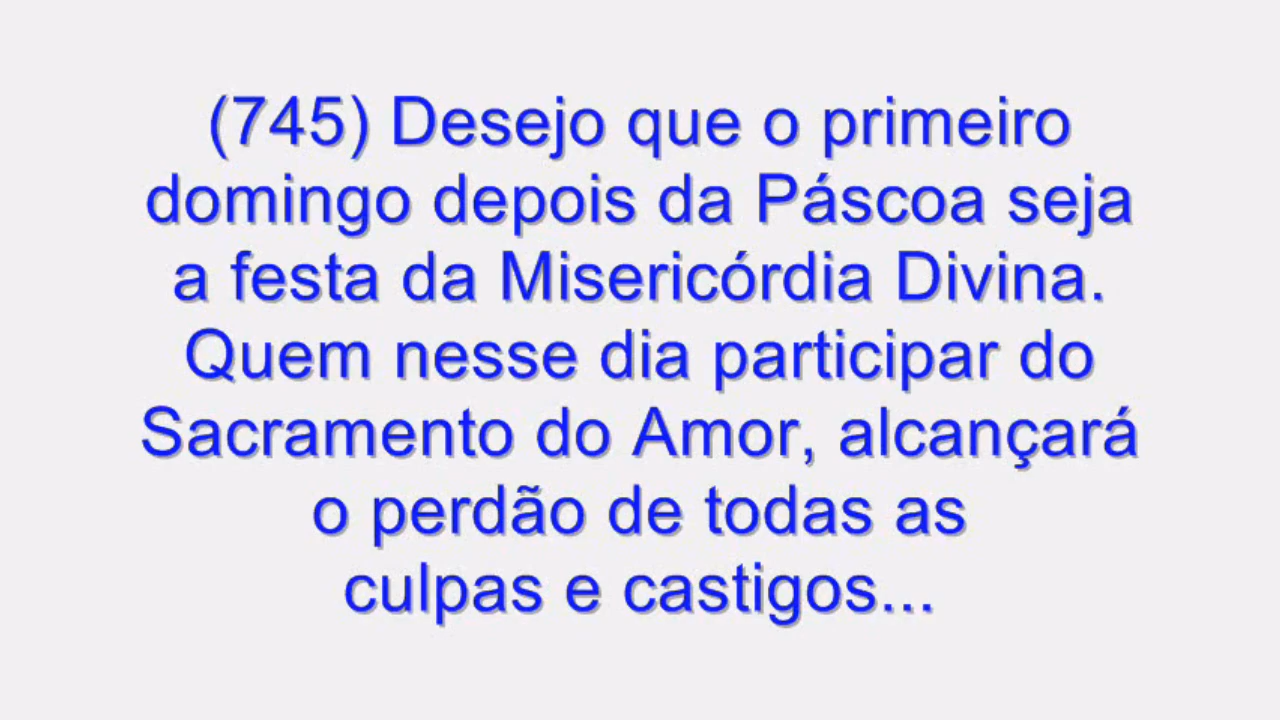 (745) Desejo que o primeiro
domingo depois da Páscoa seja
a festa da Misericórdia Divina.
Quem nesse dia participar do
Sacramento do Amor, alcançará
o perdão de todas as
culpas e castigos...